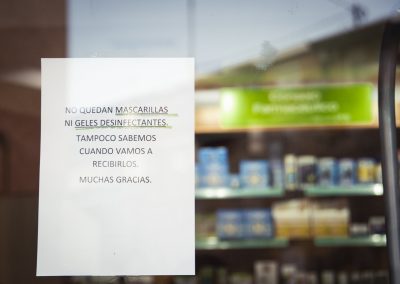 NO QUEDAN MASCARILLAS
NI GELES DESINFECTANTES.
TAMPOCO SABEMOS
CUANDO VAMOS A
RECIBIRLOS.
MUCHAS GRACIAS.